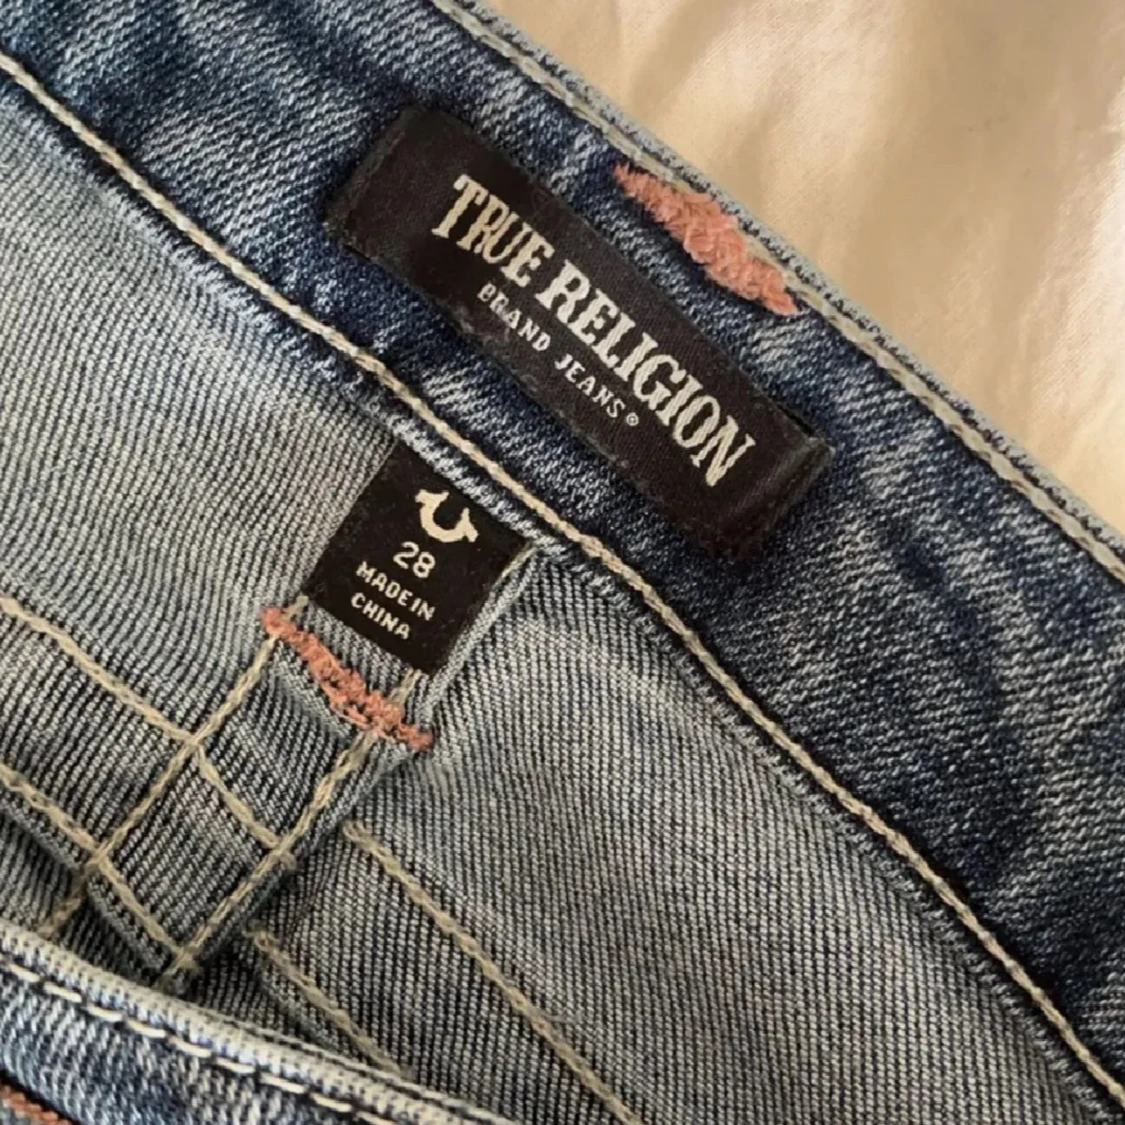 TRUE RELIGION
BRAND JEANS®
28
MADE IN
CHINA